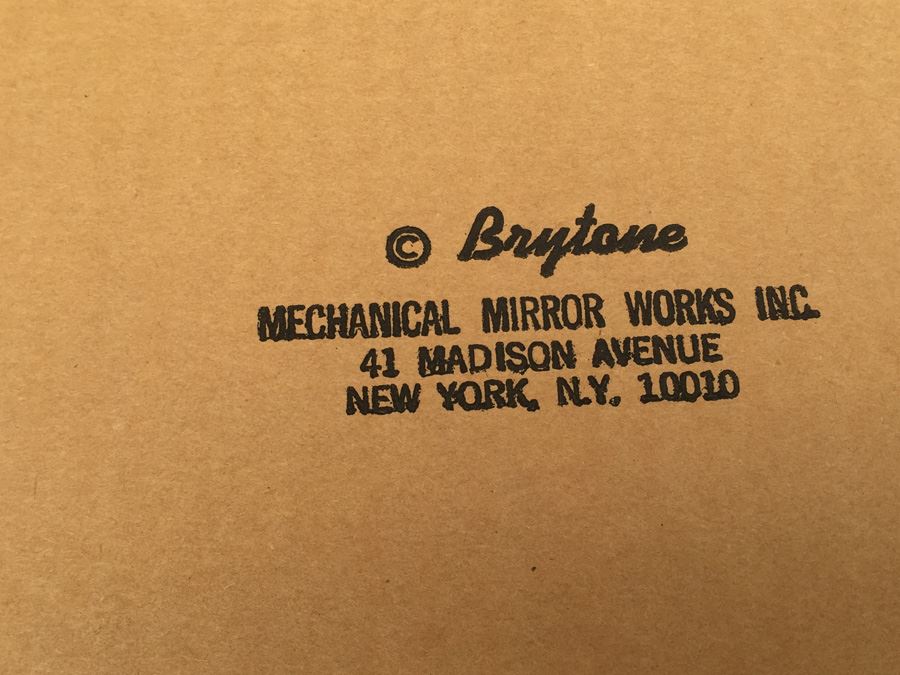 © Brytone
MECHANICAL MIRROR WORKS INC.
41 MADISON AVENUE
NEW YORK, N.Y. 10010